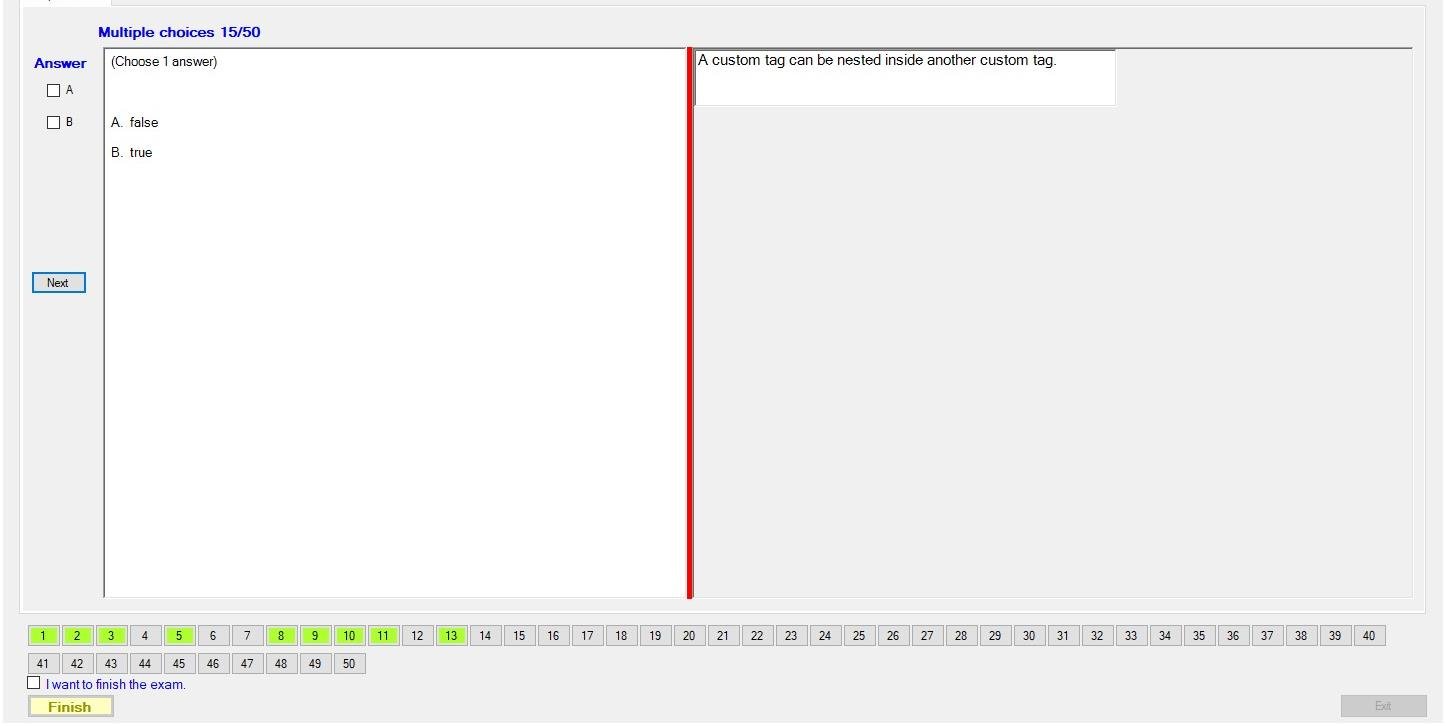 Multiple choices 15/50
Answer
(Choose 1 answer)
A custom tag can be nested inside another custom tag.
A
B
A. false
B. true
Next
1 2 3 4 5 6 7 8 9 10 11 12 13 14 15 16 17 18 19 20 21 22 23 24 25 26 27 28 29 30 31 32 33 34 35 36 37 38 39 40
41 42 43 44 45 46 47 48 49 50
I want to finish the exam.
Finish
Exit